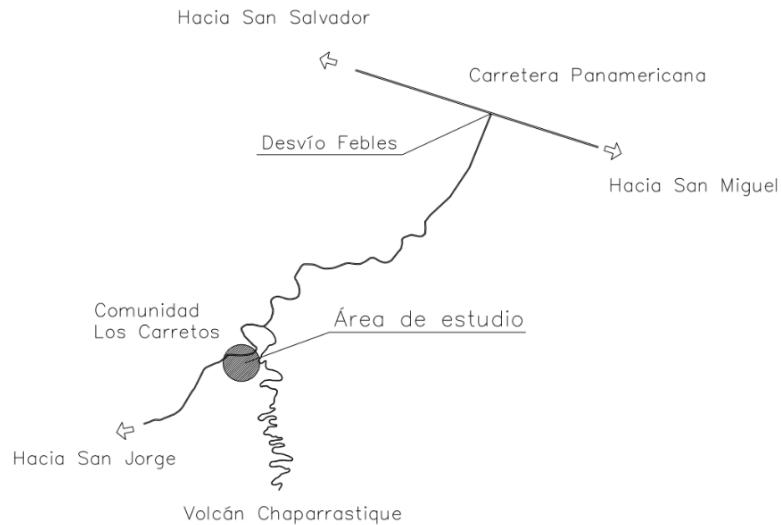 Hacia San Salvador
Carretera Panamericana
Desvío Febles
Hacia San Miguel
Comunidad
Los Carretos
Área de estudio
Hacia San Jorge
Volcán Chaparrastique